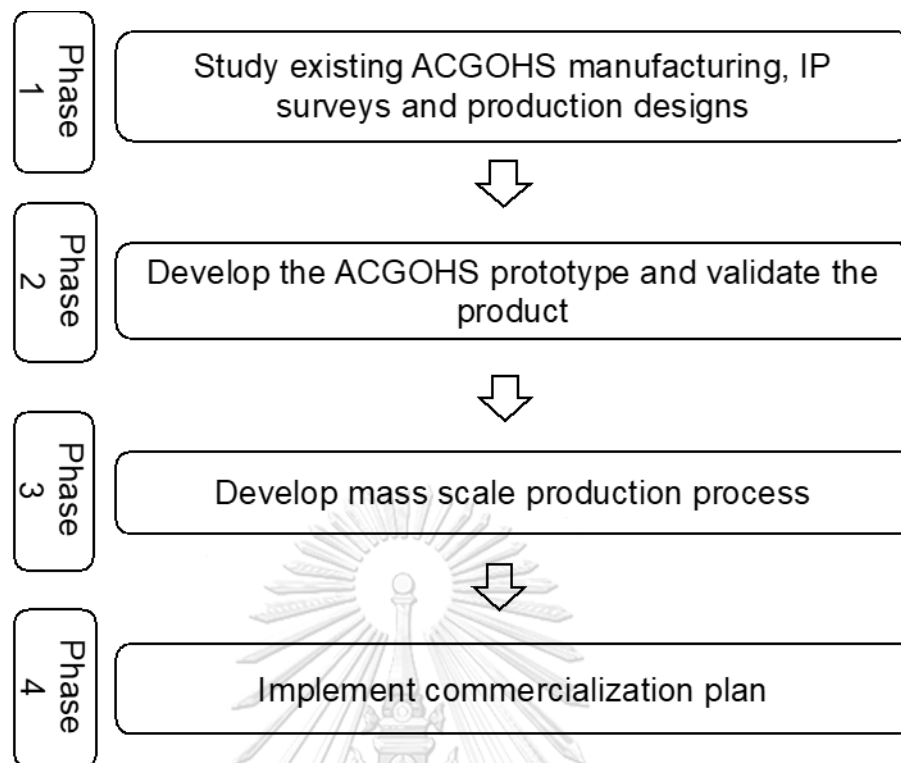 Phase
1
Study existing ACGOHS manufacturing, IP
surveys and production designs
Phase
2
Develop the ACGOHS prototype and validate the
product
Phase
3
Develop mass scale production process
Phase
4
Implement commercialization plan